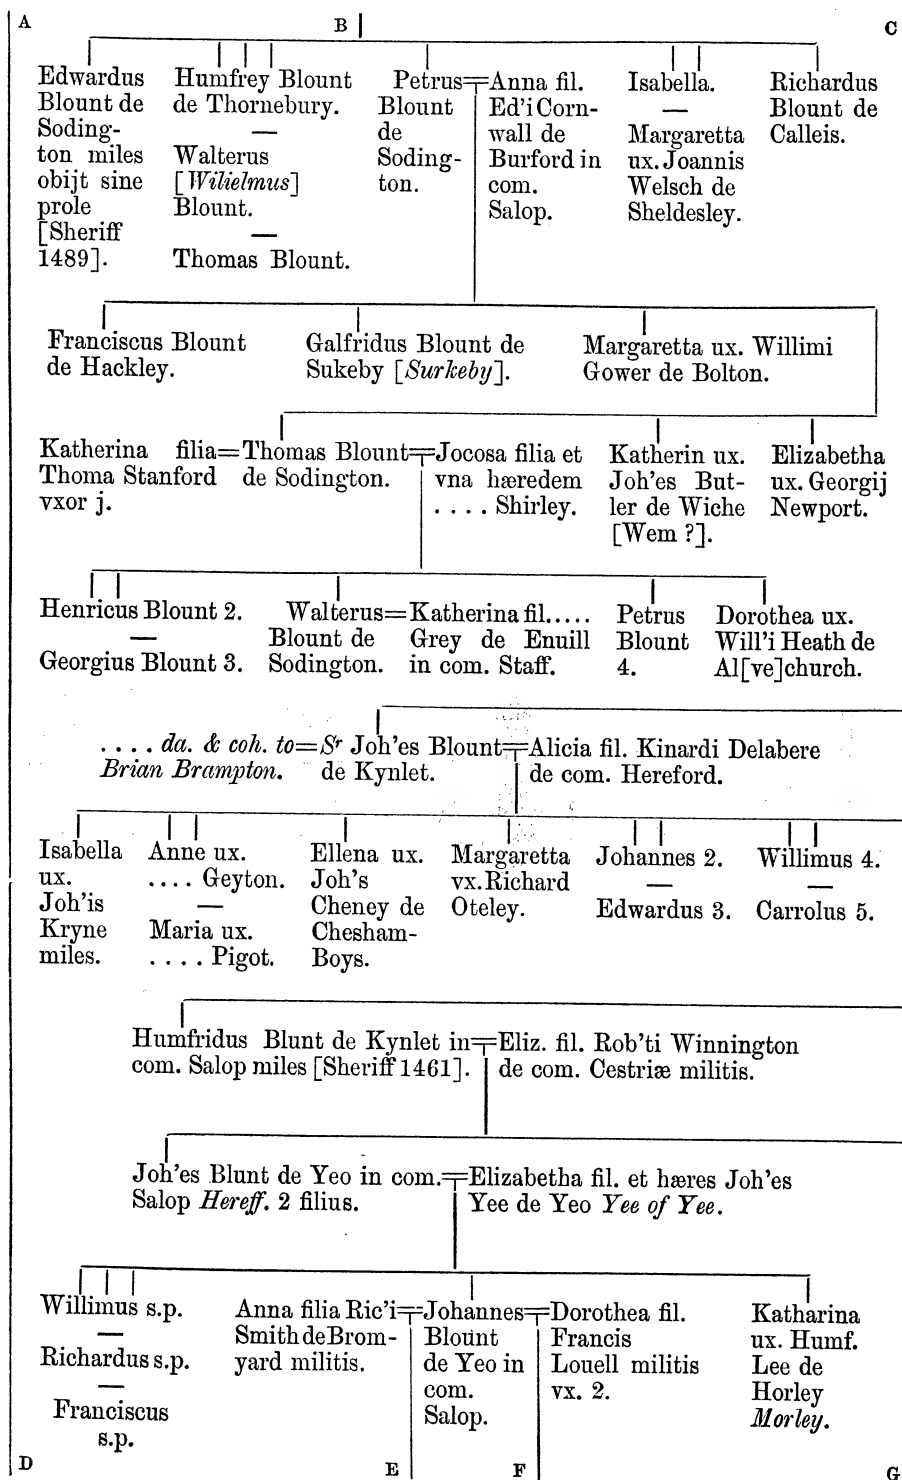 A B C
Edwardus
Blount de
Soding-
ton miles
obijt sine
prole
[Sheriff
1489].
Humfrey Blount
de Thornebury.
—
Walterus
[Wilielmus]
Blount.
—
Thomas Blount.
Petrus
Blount
de
Soding-
ton.
=
Anna fil.
Ed'i Corn-
wall de
Burford in
com.
Salop.
Isabella.
—
Margaretta
ux. Joannis
Welsch de
Sheldesley.
Richardus
Blount de
Calleis.
Franciscus Blount
de Hackley.
Galfridus Blount de
Sukeby [Surkeby].
Margaretta ux. Willimi
Gower de Bolton.
Katherina filia=
Thoma Stanford
vxor j.
Thomas Blount=
de Sodington.
Jocosa filia et
vna hæredem
. . . . Shirley.
Katherin ux.
Joh'es But-
ler de Wiche
[Wem ?].
Elizabetha
ux. Georgij
Newport.
Henricus Blount 2.
—
Georgius Blount 3.
Walterus=
Blount de
Sodington.
Katherina fil.....
Grey de Enuill
in com. Staff.
Petrus
Blount
4.
Dorothea ux.
Will'i Heath de
Al[ve]church.
. . . . da. & coh. to=
Brian Brampton.
Sr Joh'es Blount=
de Kynlet.
Alicia fil. Kinardi Delabere
de com. Hereford.
Isabella
ux.
Joh'is
Kryne
miles.
Anne ux.
. . . . Geyton.
—
Maria ux.
. . . . Pigot.
Ellena ux.
Joh's
Cheney de
Chesham-
Boys.
Margaretta
vx. Richard
Oteley.
Johannes 2.
—
Edwardus 3.
Willimus 4.
—
Carrolus 5.
Humfridus Blunt de Kynlet in=
com. Salop miles [Sheriff 1461].
Eliz. fil. Rob'ti Winnington
de com. Cestriæ militis.
Joh'es Blunt de Yeo in com.=
Salop Hereff. 2 filius.
Elizabetha fil. et hæres Joh'es
Yee de Yeo Yee of Yee.
Willimus s.p.
—
Richardus s.p.
—
Franciscus
s.p.
Anna filia Ric'i=
Smith de Brom-
yard militis.
Johannes=
Blount
de Yeo in
com.
Salop.
Dorothea fil.
Francis
Louell militis
vx. 2.
Katharina
ux. Humf.
Lee de
Horley
Morley.
D E F G